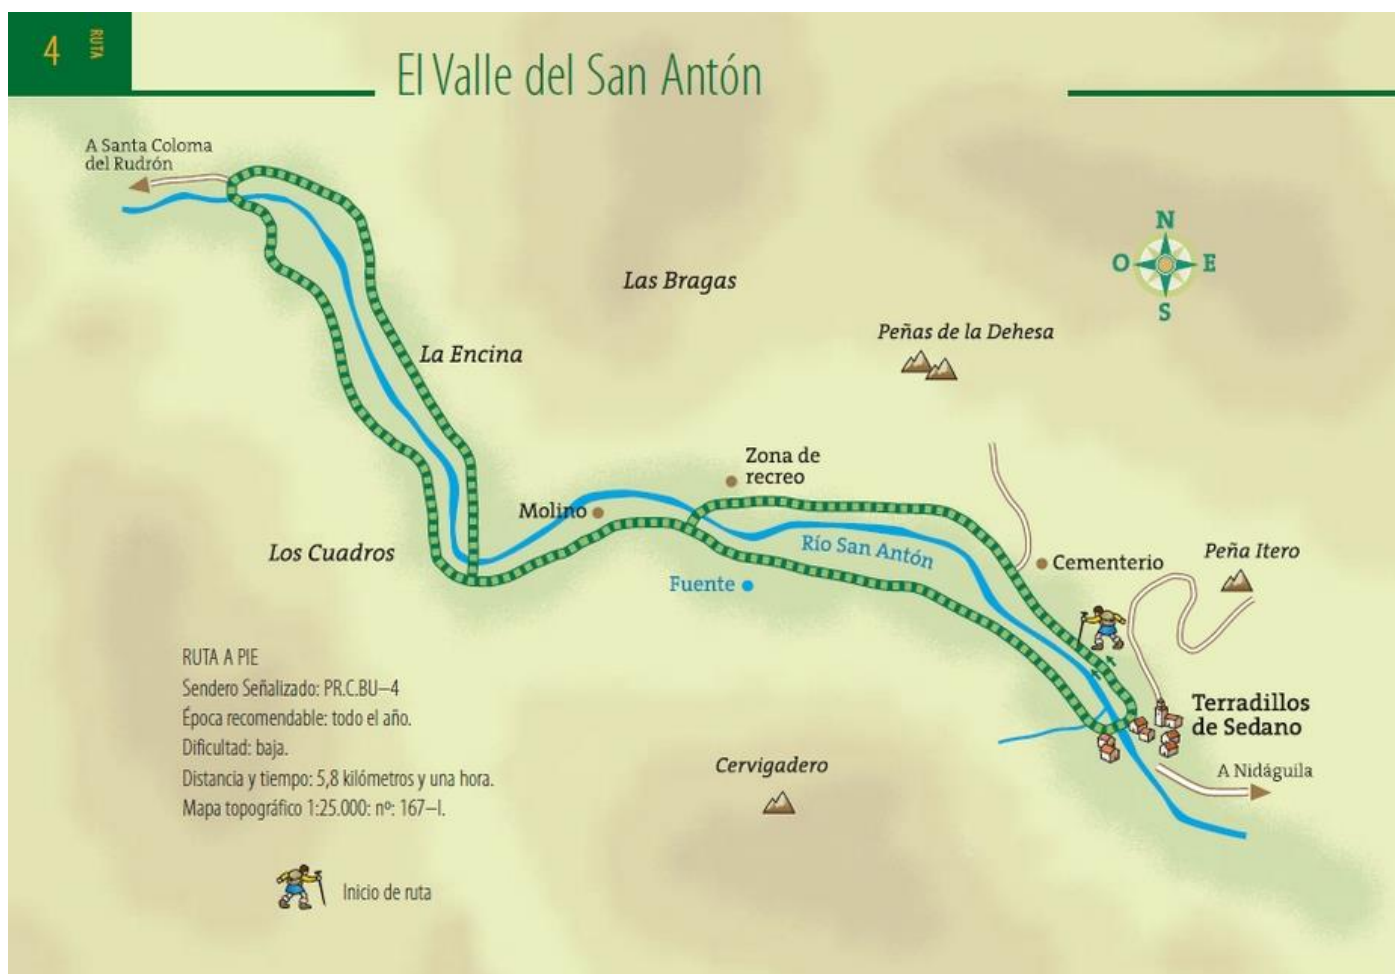 4
RUTA
El Valle del San Antón
A Santa Coloma
del Rudrón
N
O
E
S
Las Bragas
Peñas de la Dehesa
La Encina
Zona de
recreo
Molino
Los Cuadros
Río San Antón
Fuente
Cementerio
Peña Itero
RUTA A PIE
Sendero Señalizado: PR.C.BU–4
Época recomendable: todo el año.
Dificultad: baja.
Distancia y tiempo: 5,8 kilómetros y una hora.
Mapa topográfico 1:25.000: nº: 167–I.
Terradillos
de Sedano
Cervigadero
A Nidáguila
Inicio de ruta